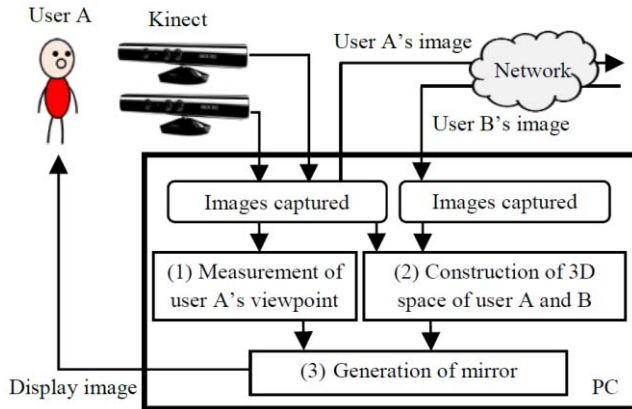 User A
Kinect
User A's image
Network
User B's image
Images captured
Images captured
(1) Measurement of
user A's viewpoint
(2) Construction of 3D
space of user A and B
(3) Generation of mirror
Display image
PC